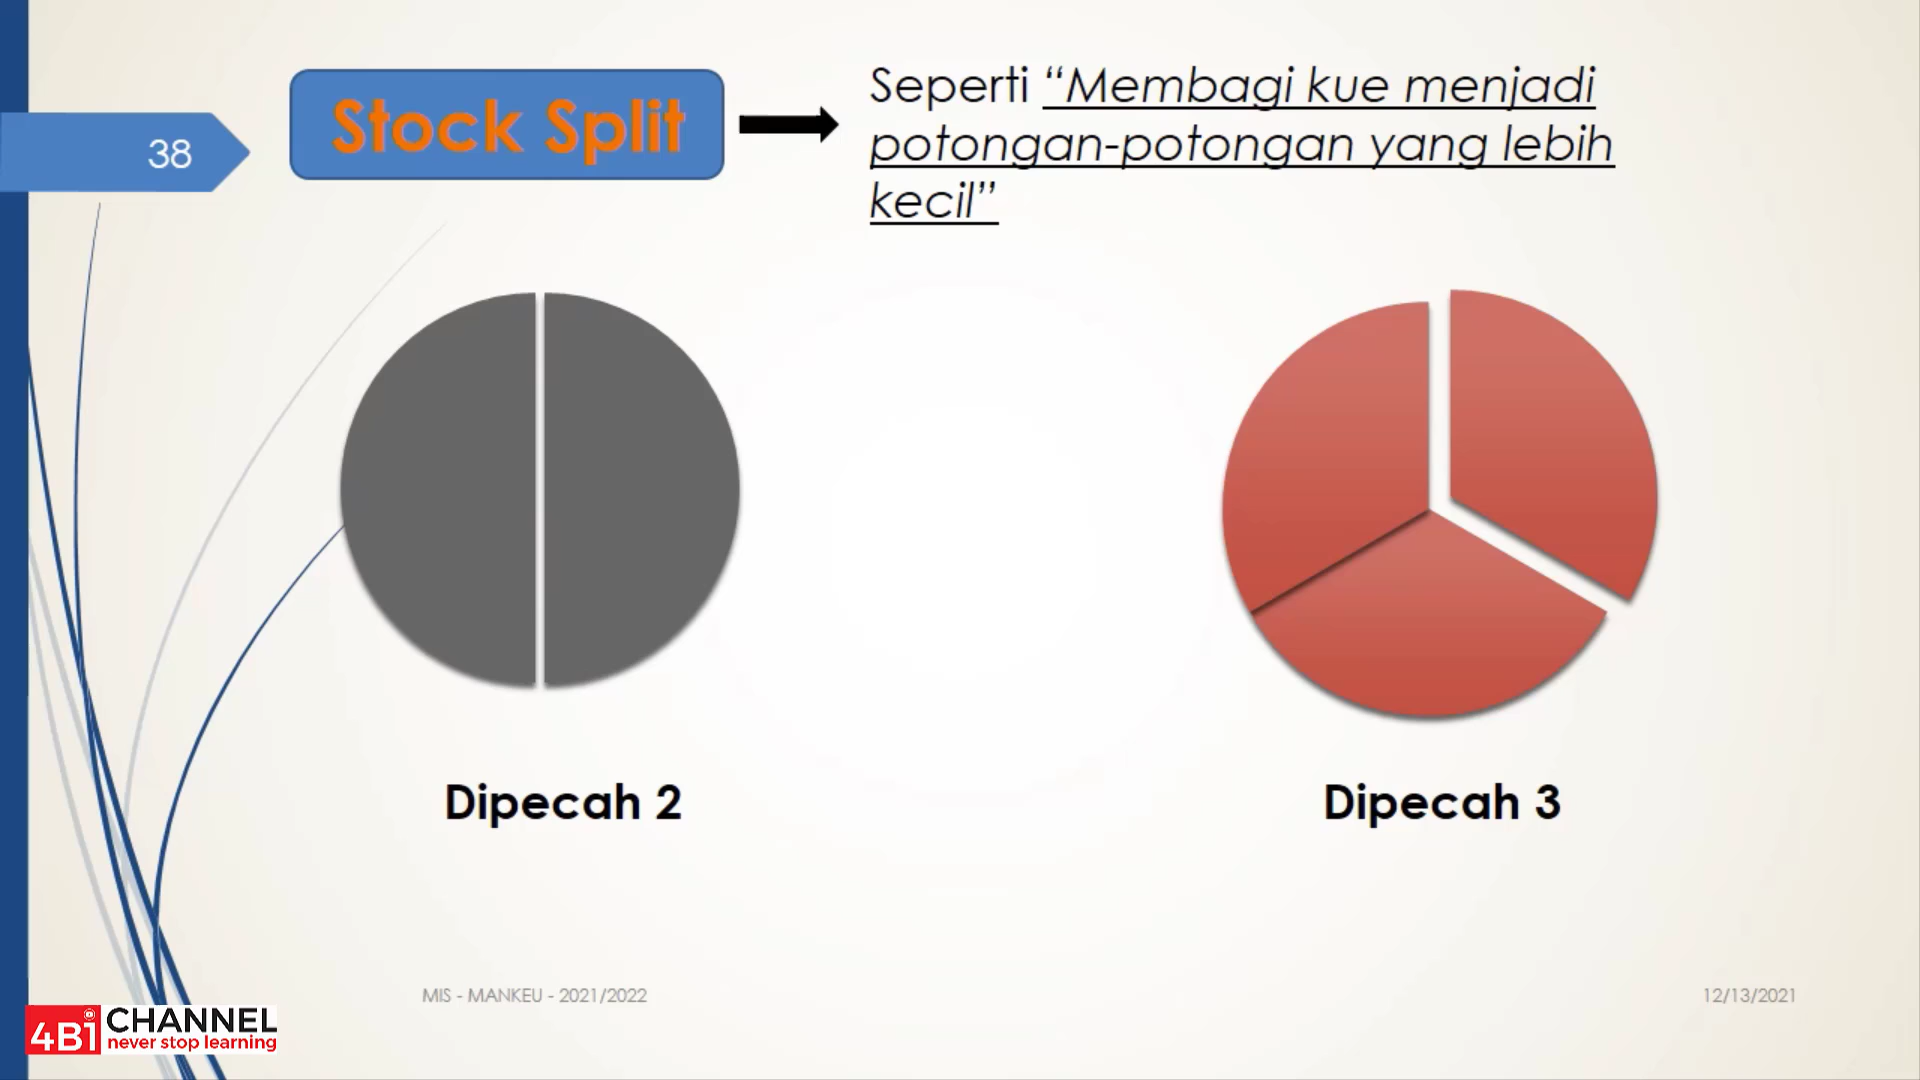 38
Stock Split
Seperti “Membagi kue menjadi
potongan-potongan yang lebih
kecil”
Dipecah 2
Dipecah 3
MIS - MANKEU - 2021/2022
12/13/2021
4Bi CHANNEL
never stop learning